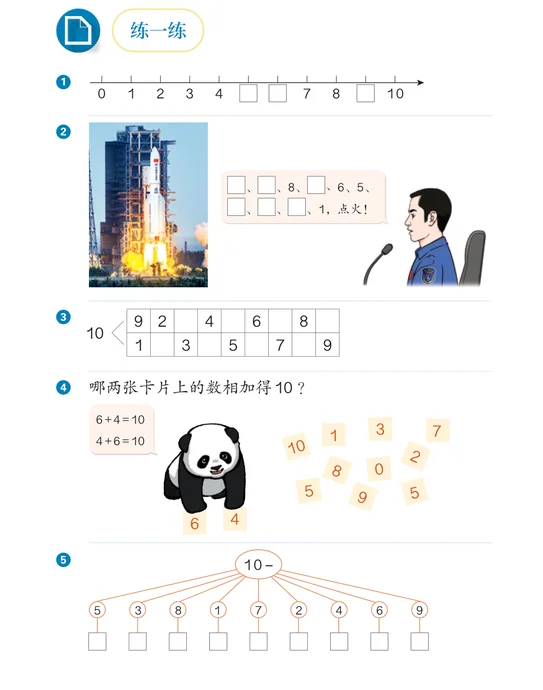 练一练
1
0 1 2 3 4 7 8 10
2
、 、8、 、6、5、
、 、 、1，点火！
3
10
9 2 4 6 8
1 3 5 7 9
4 哪两张卡片上的数相加得10？
6+4=10
4+6=10
10 1 3 7
8 0 2
5 9 5
6 4
5
10-
5 3 8 1 7 2 4 6 9